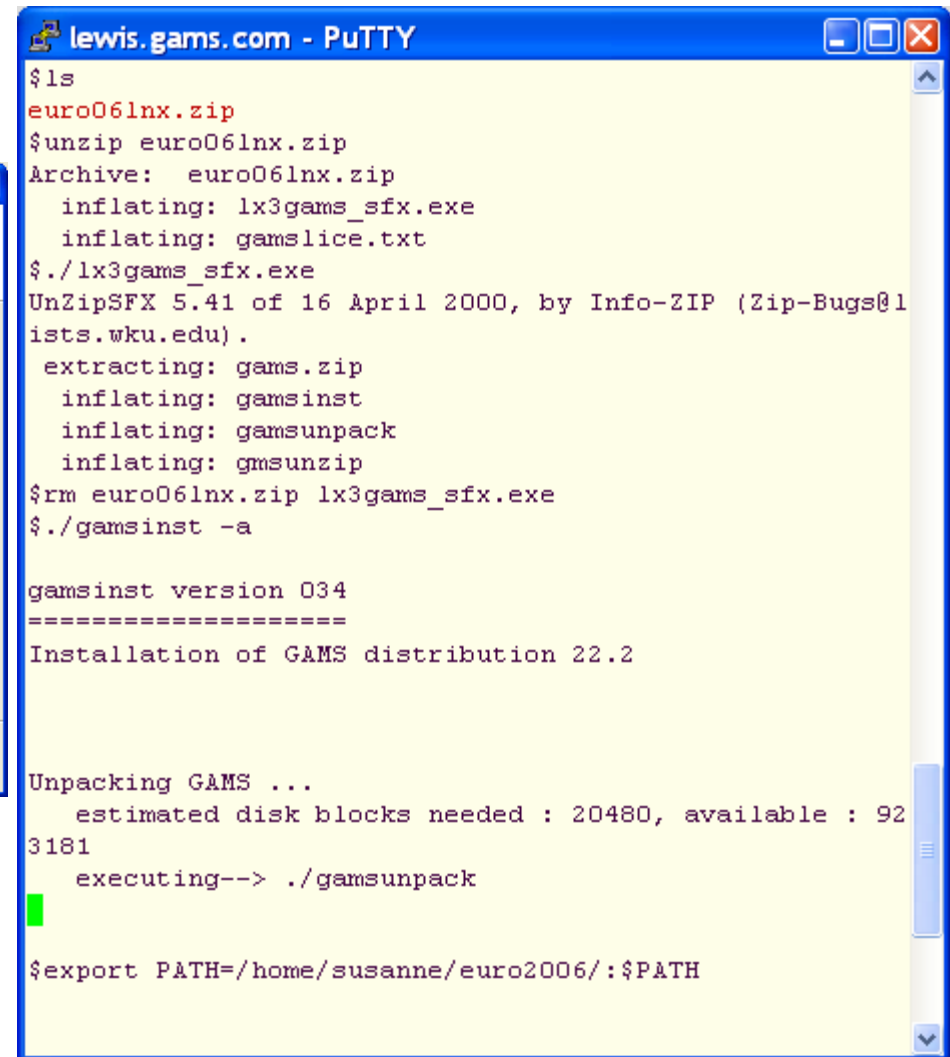 lewis.gams.com - PuTTY
$ls
euro06lnx.zip
$unzip euro06lnx.zip
Archive:  euro06lnx.zip
  inflating: lx3gams_sfx.exe
  inflating: gamslice.txt
$./lx3gams_sfx.exe
UnZipSFX 5.41 of 16 April 2000, by Info-ZIP (Zip-Bugs@l
ists.wku.edu).
 extracting: gams.zip
  inflating: gamsinst
  inflating: gamsunpack
  inflating: gmsunzip
$rm euro06lnx.zip lx3gams_sfx.exe
$./gamsinst -a
gamsinst version 034
====================
Installation of GAMS distribution 22.2
Unpacking GAMS ...
   estimated disk blocks needed : 20480, available : 92
3181
   executing--> ./gamsunpack
$export PATH=/home/susanne/euro2006/:$PATH